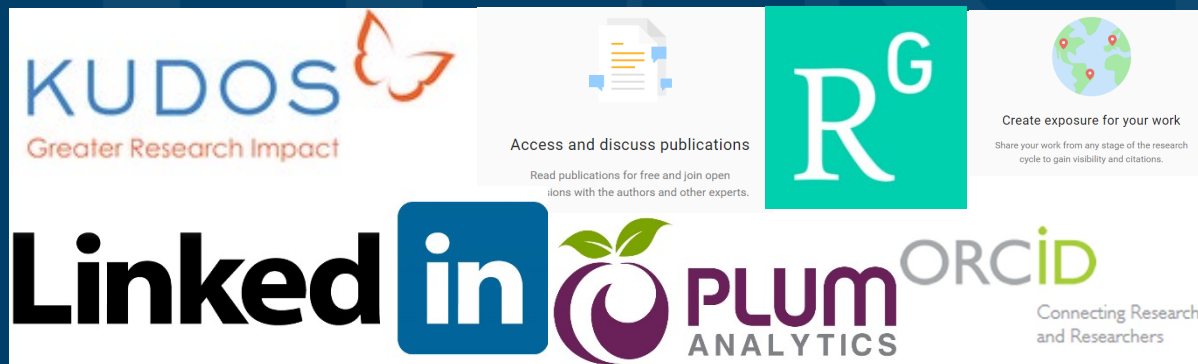 KUDOS
Greater Research Impact
Access and discuss publications
Read publications for free and join open
sions with the authors and other experts.
RG
Create exposure for your work
Share your work from any stage of the research
cycle to gain visibility and citations.
Linked in
PLUM
ANALYTICS
ORCiD
Connecting Research
and Researchers